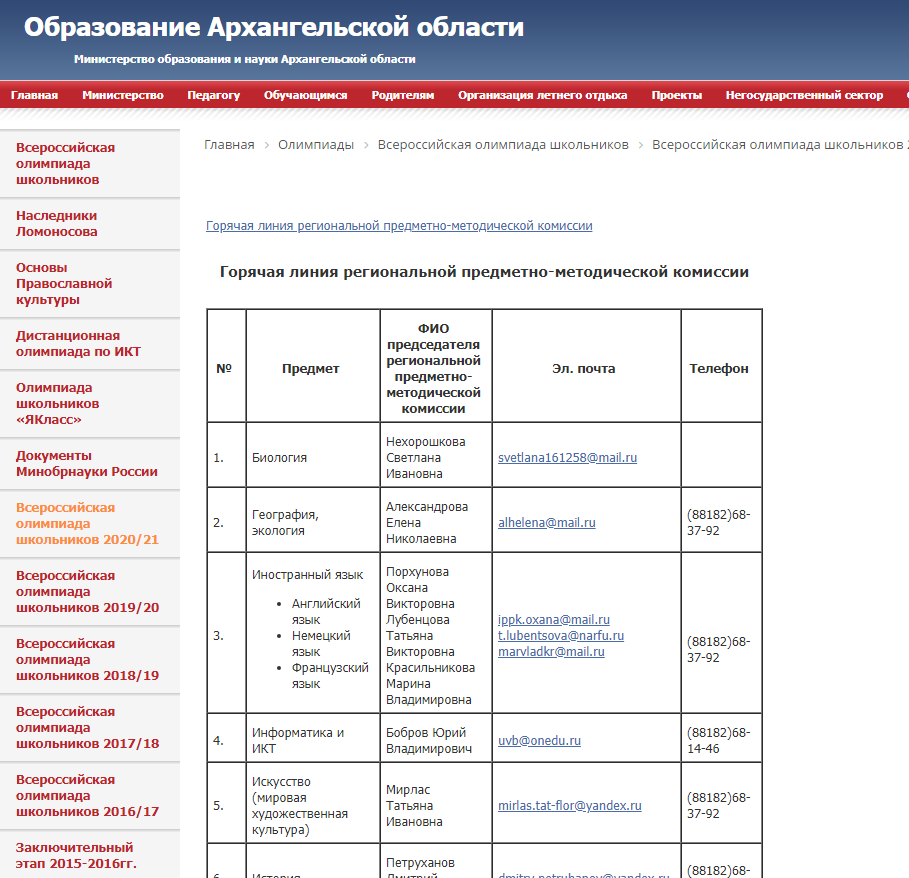 Образование Архангельской области
Министерство образования и науки Архангельской области
Главная Министерство Педагогу Обучающимся Родителям Организация летнего отдыха Проекты Негосударственный сектор
Всероссийская
олимпиада
школьников
Наследники
Ломоносова
Основы
Православной
культуры
Дистанционная
олимпиада по ИКТ
Олимпиада
школьников
«ЯКласс»
Документы
Минобрнауки России
Всероссийская
олимпиада
школьников 2020/21
Всероссийская
олимпиада
школьников 2019/20
Всероссийская
олимпиада
школьников 2018/19
Всероссийская
олимпиада
школьников 2017/18
Всероссийская
олимпиада
школьников 2016/17
Заключительный
этап 2015-2016гг.
Главная > Олимпиады > Всероссийская олимпиада школьников > Всероссийская олимпиада школьников
Горячая линия региональной предметно-методической комиссии
Горячая линия региональной предметно-методической комиссии
№
Предмет
ФИО
председателя
региональной
предметно-
методической
комиссии
Эл. почта
Телефон
1.
Биология
Нехорошкова
Светлана
Ивановна
svetlana161258@mail.ru
2.
География,
экология
Александрова
Елена
Николаевна
alhelena@mail.ru
(88182)68-
37-92
3.
Иностранный язык
• Английский
язык
• Немецкий
язык
• Французский
язык
Порхунова
Оксана
Викторовна
Лубенцова
Татьяна
Викторовна
Красильникова
Марина
Владимировна
ippk.oxana@mail.ru
t.lubentsova@narfu.ru
marvladkr@mail.ru
(88182)68-
37-92
4.
Информатика и
ИКТ
Бобров Юрий
Владимирович
uvb@onedu.ru
(88182)68-
14-46
5.
Искусство
(мировая
художественная
культура)
Мирлас
Татьяна
Ивановна
mirlas.tat-flor@yandex.ru
(88182)68-
37-92
6.
История
Петруханов
Дмитрий
dmitry.petruhanov@yandex.ru
(88182)68-